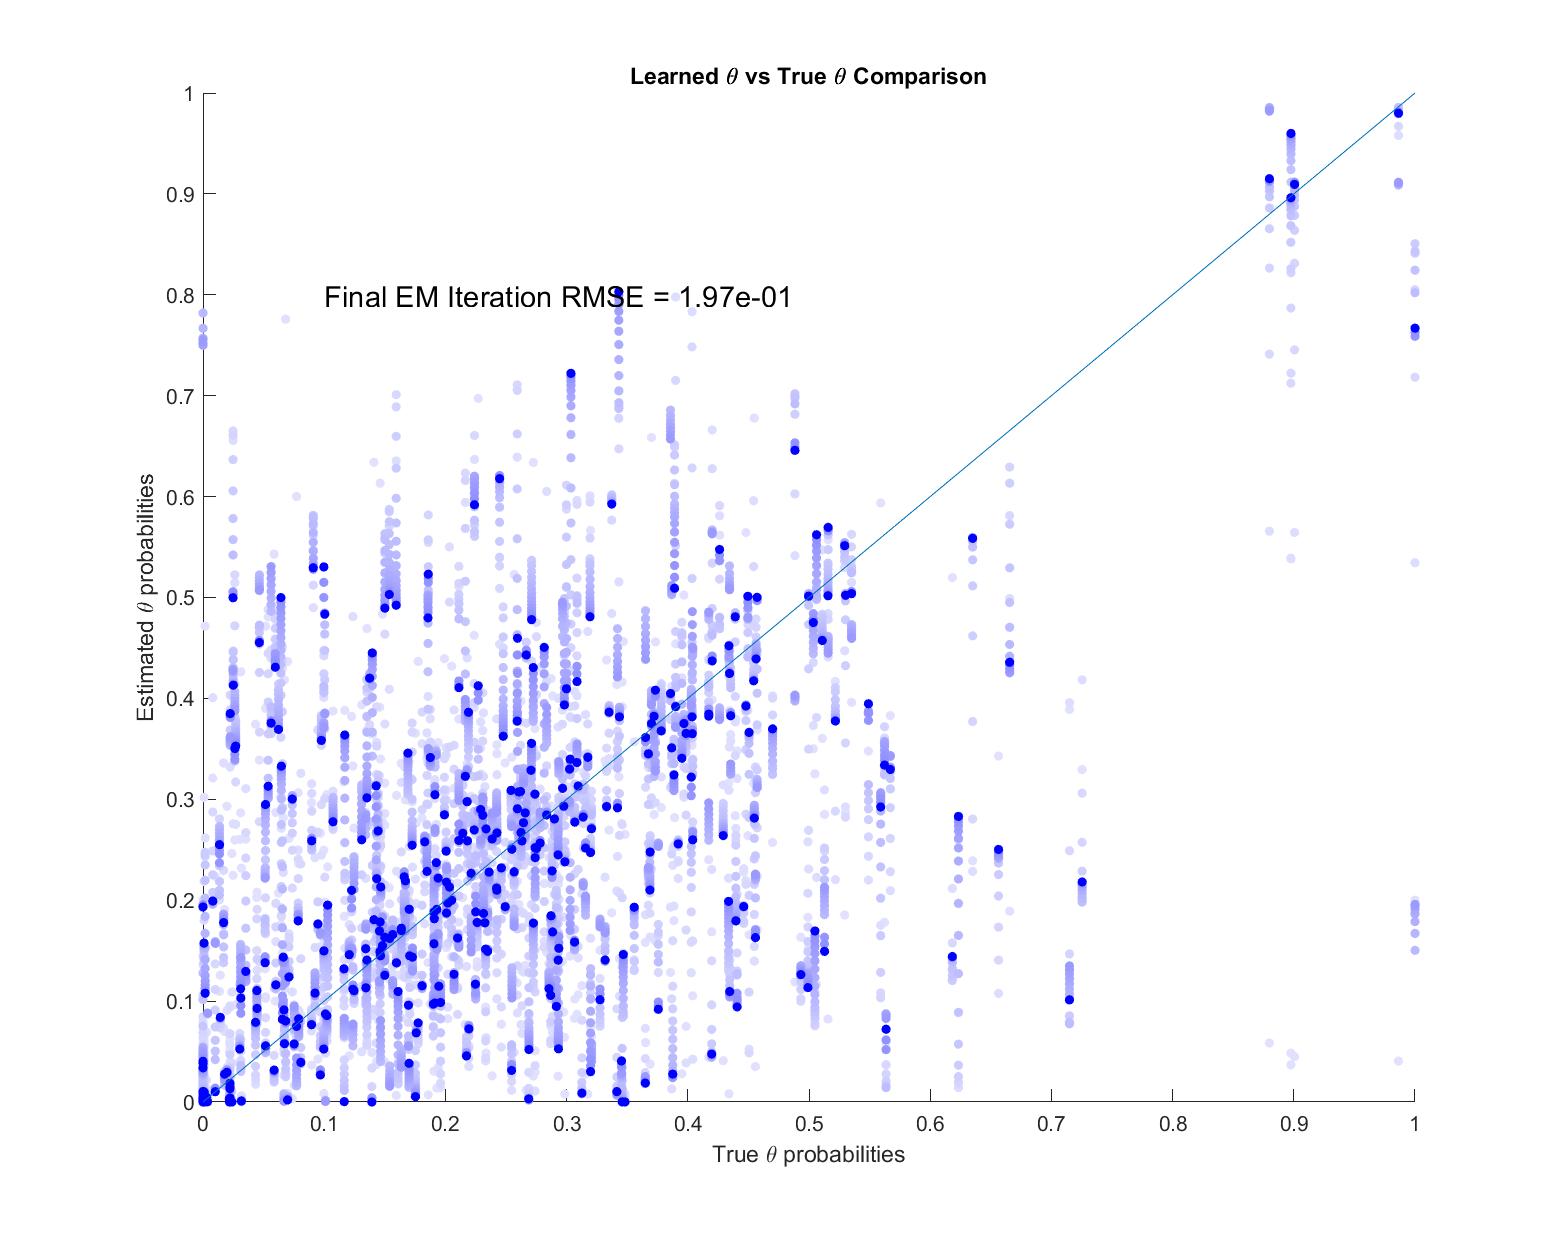 Learned θ vs True θ Comparison
1
0.9
0.8
0.7
0.6
0.5
0.4
0.3
0.2
0.1
0
Final EM Iteration RMSE = 1.97e-01
Estimated θ probabilities
0 0.1 0.2 0.3 0.4 0.5 0.6 0.7 0.8 0.9 1
True θ probabilities